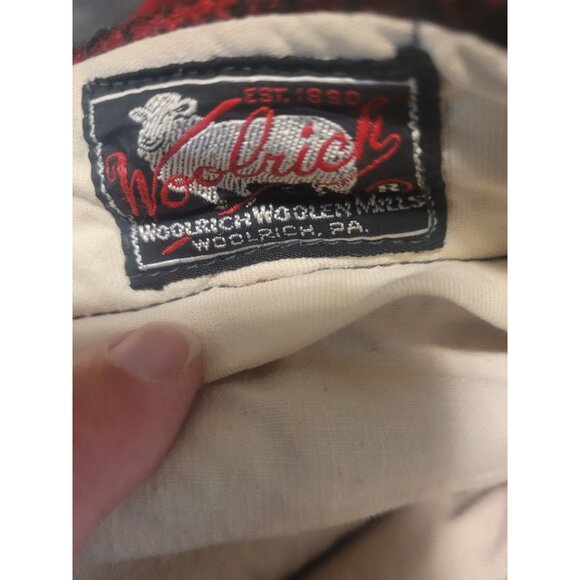 EST. 1830
Woolrich
WOOLRICH WOOLEN MILLS
WOOLRICH, PA.